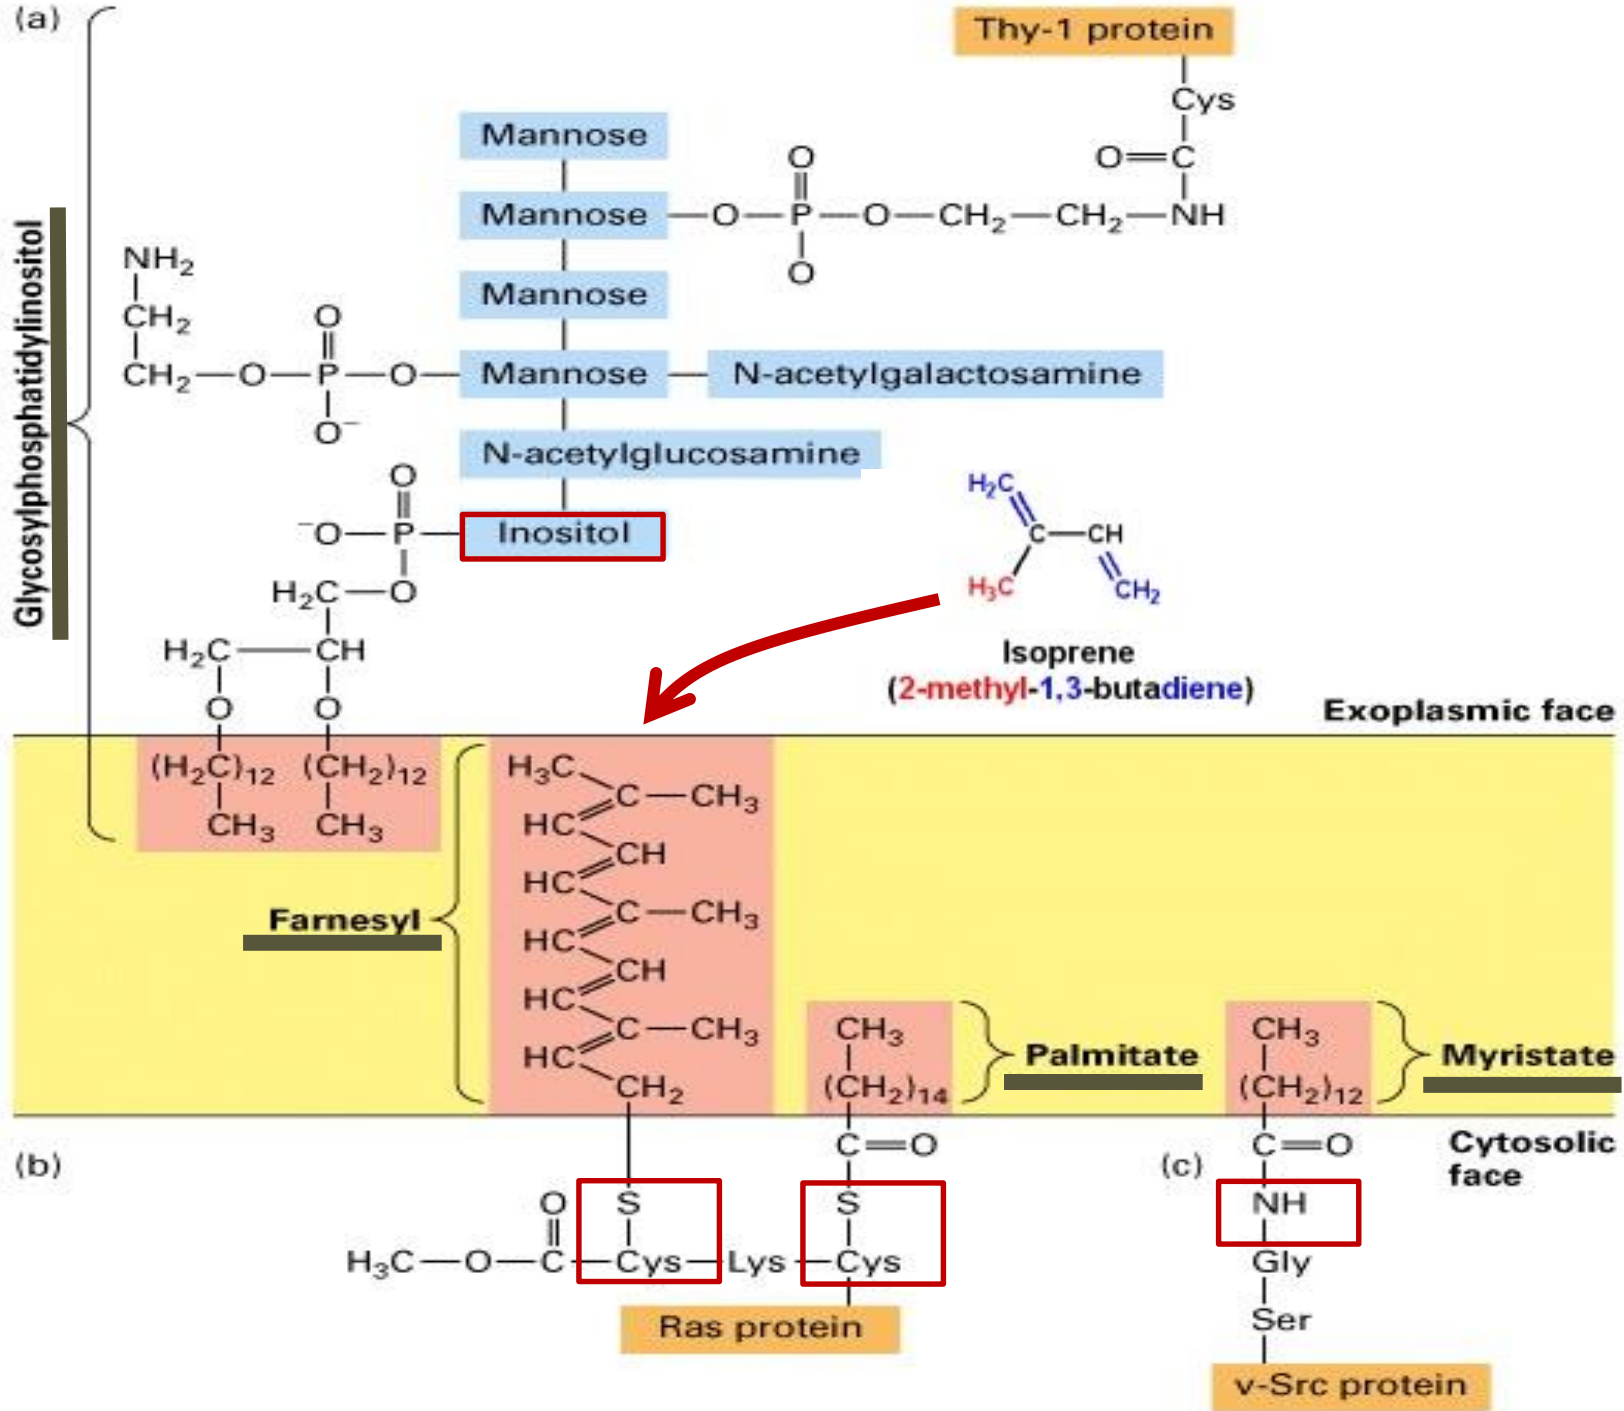 (a)
Thy-1 protein
Cys
Mannose
O
O=C
Mannose—O—P—O—CH₂—CH₂—NH
O
Glycosylphosphatidylinositol
NH₂
Mannose
CH₂
O
CH₂—O—P—O—Mannose—N-acetylgalactosamine
O⁻
N-acetylglucosamine
O
⁻O—P—Inositol
H₂C—O
H₂C—CH
O O
H₂C
C—CH
H₃C CH₂
Isoprene
(2-methyl-1,3-butadiene)
Exoplasmic face
(H₂C)₁₂ (CH₂)₁₂
CH₃ CH₃
Farnesyl
H₃C
C—CH₃
HC
CH
HC
C—CH₃
HC
CH
HC
C—CH₃
HC
CH₂
CH₃
(CH₂)₁₄
Palmitate
CH₃
(CH₂)₁₂
Myristate
Cytosolic
face
(b)
C=O
O S S
H₃C—O—C—Cys—Lys—Cys
Ras protein
(c)
C=O
NH
Gly
Ser
v-Src protein